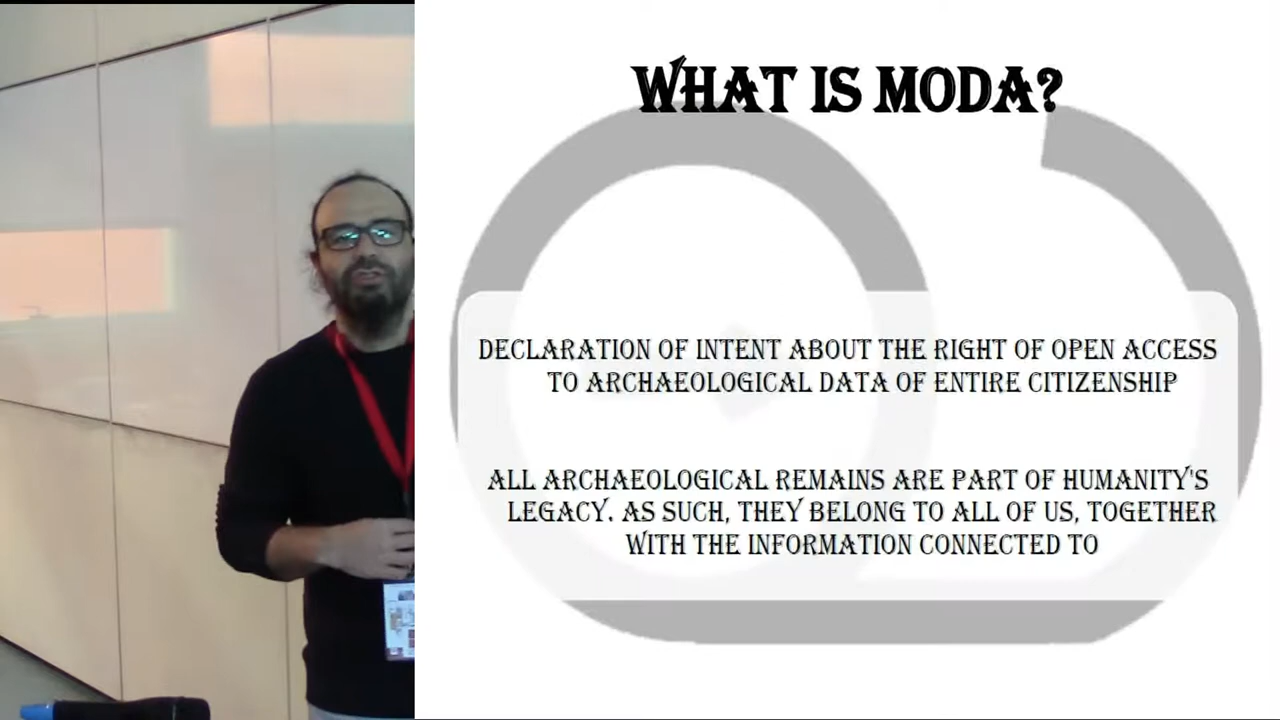 WHAT IS MODA?
DECLARATION OF INTENT ABOUT THE RIGHT OF OPEN ACCESS
TO ARCHAEOLOGICAL DATA OF ENTIRE CITIZENSHIP
ALL ARCHAEOLOGICAL REMAINS ARE PART OF HUMANITY'S
LEGACY. AS SUCH, THEY BELONG TO ALL OF US, TOGETHER
WITH THE INFORMATION CONNECTED TO